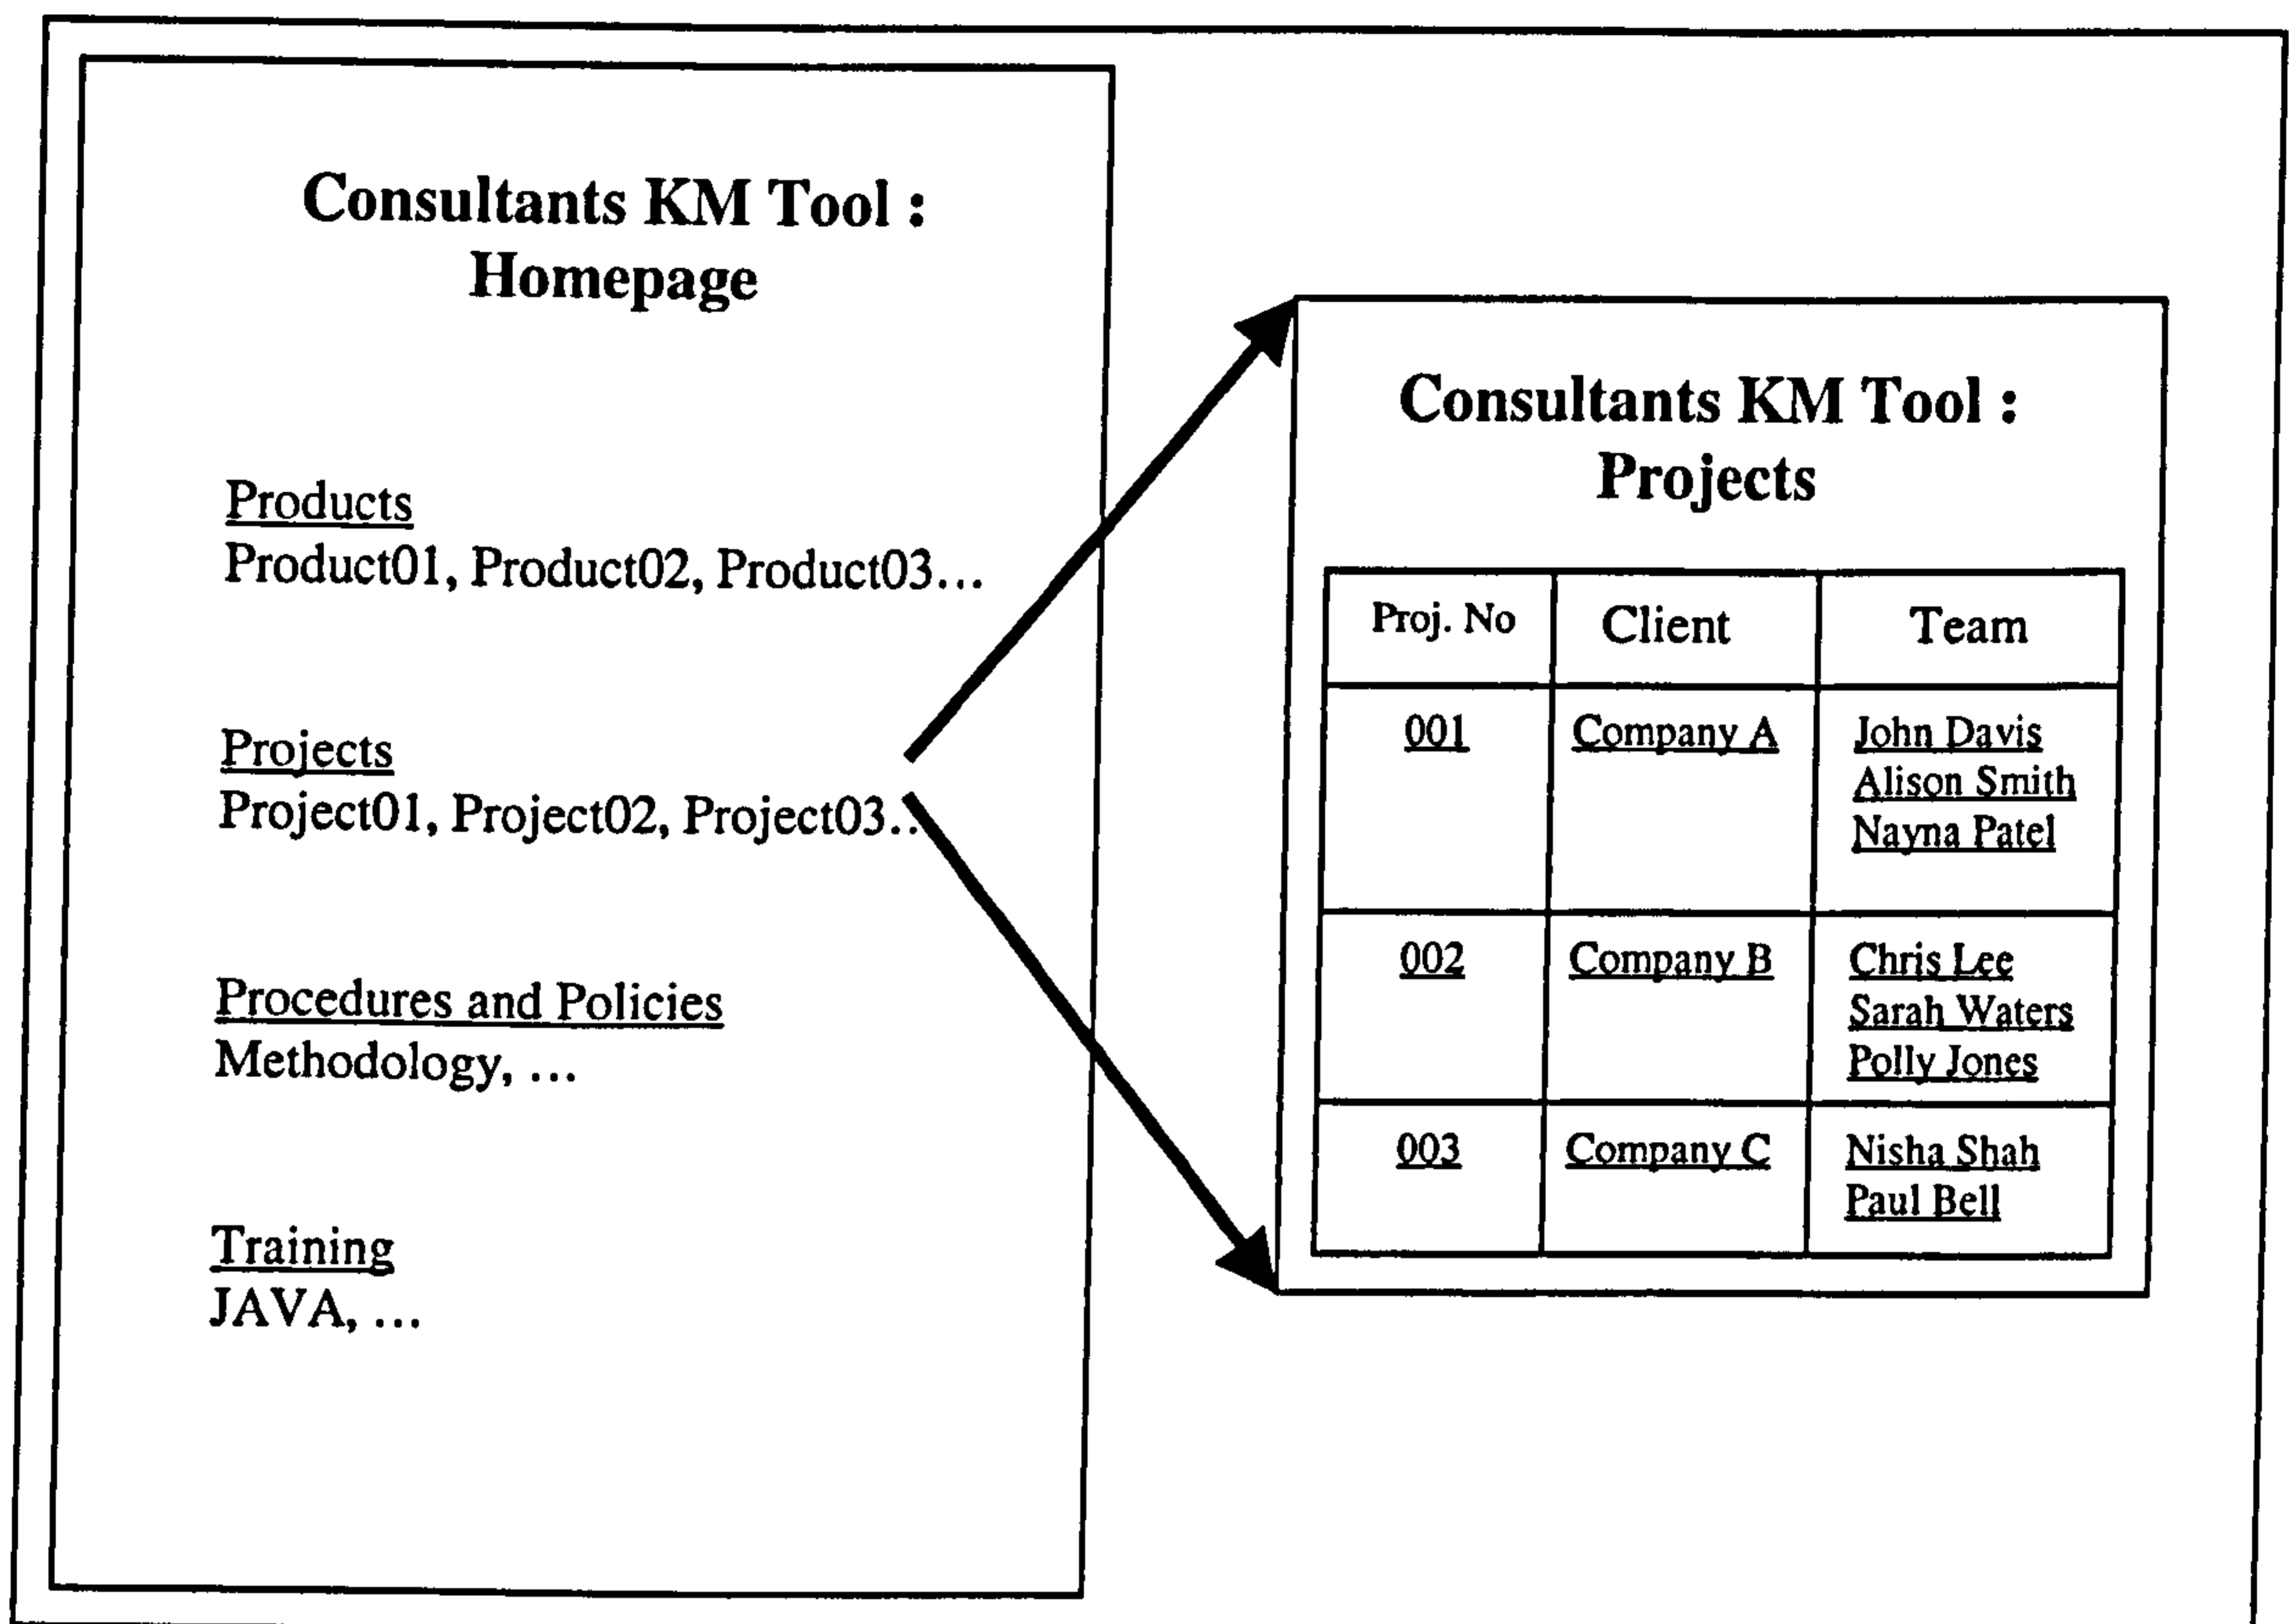 Consultants KM Tool :
Homepage
Products
Product01, Product02, Product03...
Projects
Project01, Project02, Project03..
Procedures and Policies
Methodology, ...
Training
JAVA, ...
Consultants KM Tool :
Projects
Proj. No Client Team
001 Company A John Davis
Alison Smith
Nayna Patel
002 Company B Chris Lee
Sarah Waters
Polly Jones
003 Company C Nisha Shah
Paul Bell